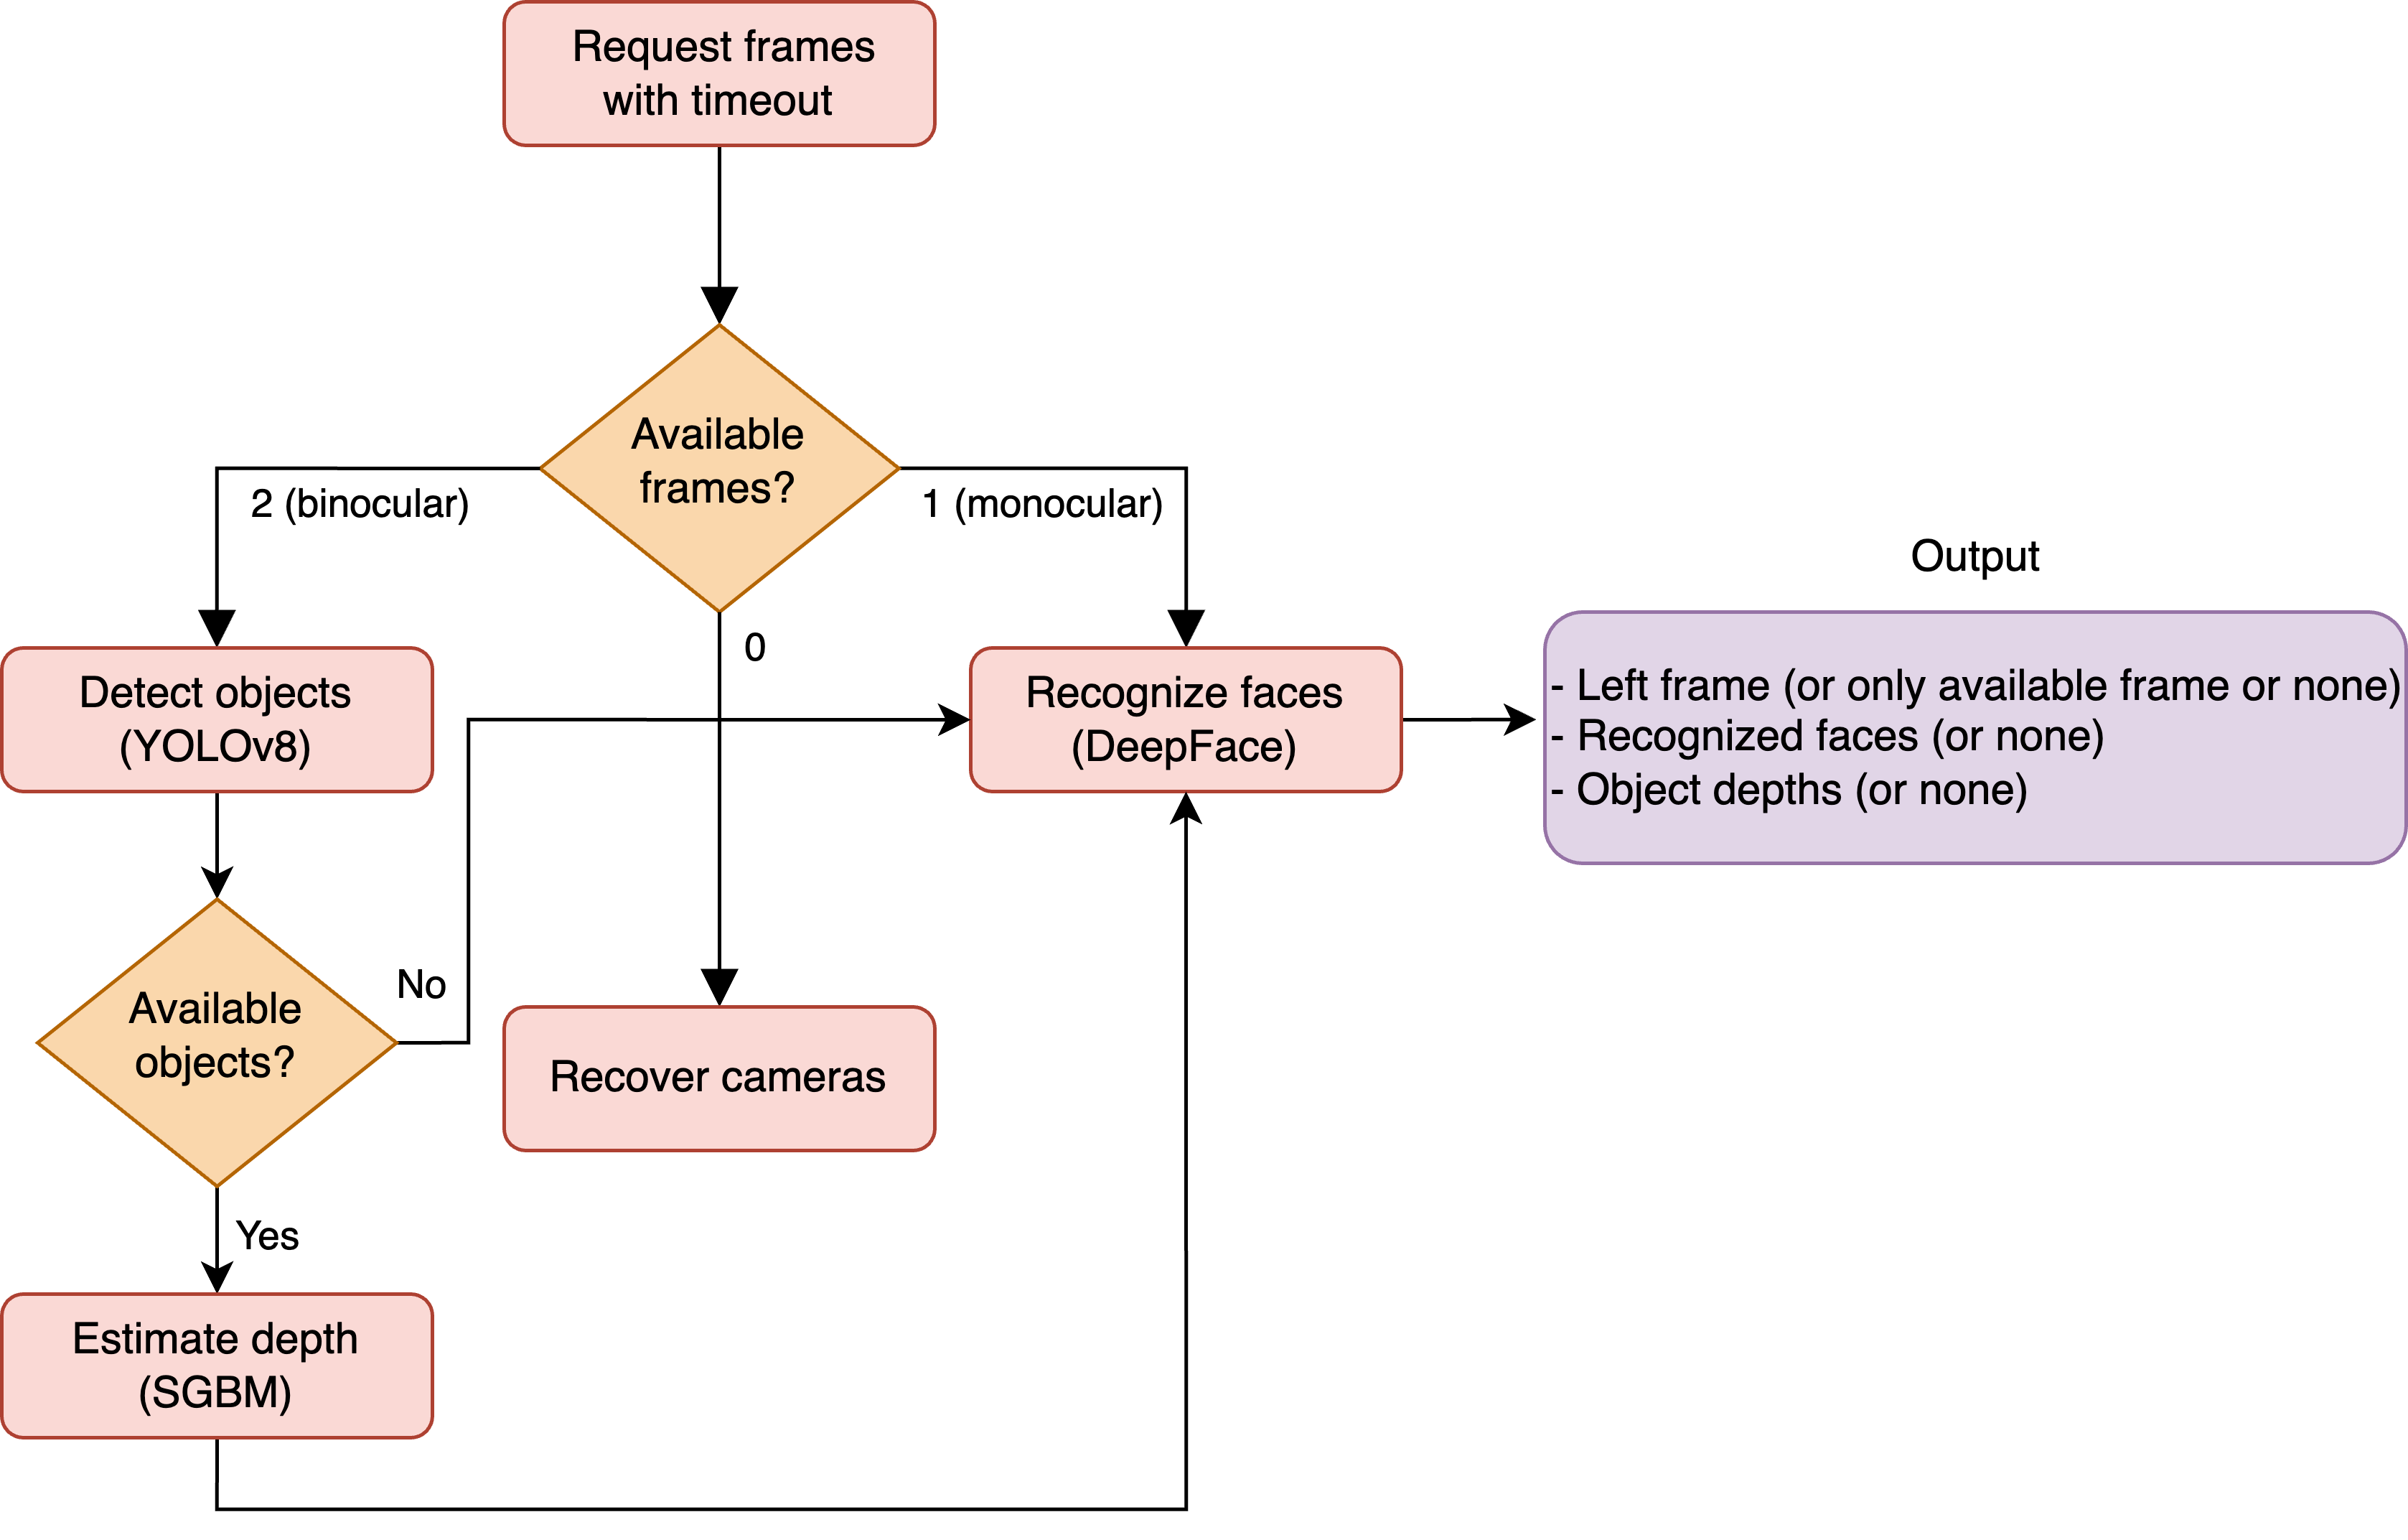 Request frames
with timeout
Available
frames?
2 (binocular)
1 (monocular)
0
Output
Detect objects
(YOLOv8)
Recognize faces
(DeepFace)
- Left frame (or only available frame or none)
- Recognized faces (or none)
- Object depths (or none)
Available
objects?
No
Recover cameras
Yes
Estimate depth
(SGBM)